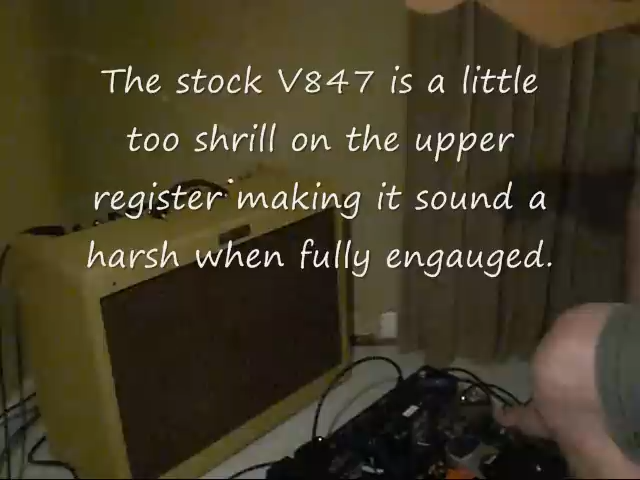 The stock V847 is a little
too shrill on the upper
register making it sound a
harsh when fully engauged.